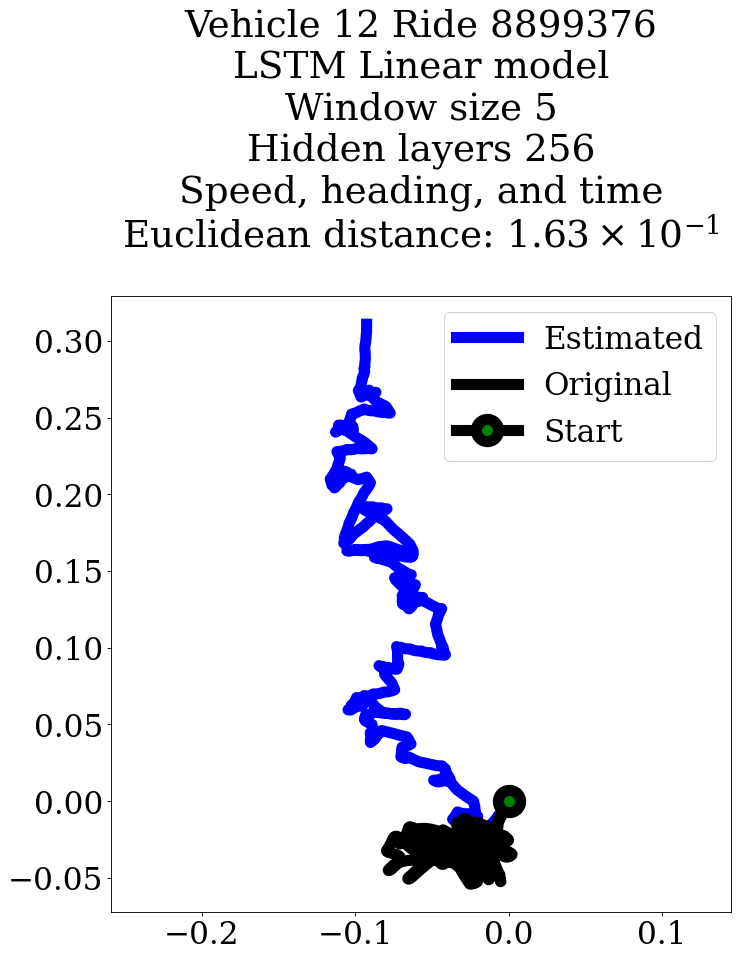 Vehicle 12 Ride 8899376
LSTM Linear model
Window size 5
Hidden layers 256
Speed, heading, and time
Euclidean distance: 1.63 × 10⁻¹
Estimated
Original
Start
0.30
0.25
0.20
0.15
0.10
0.05
0.00
−0.05
−0.2
−0.1
0.0
0.1